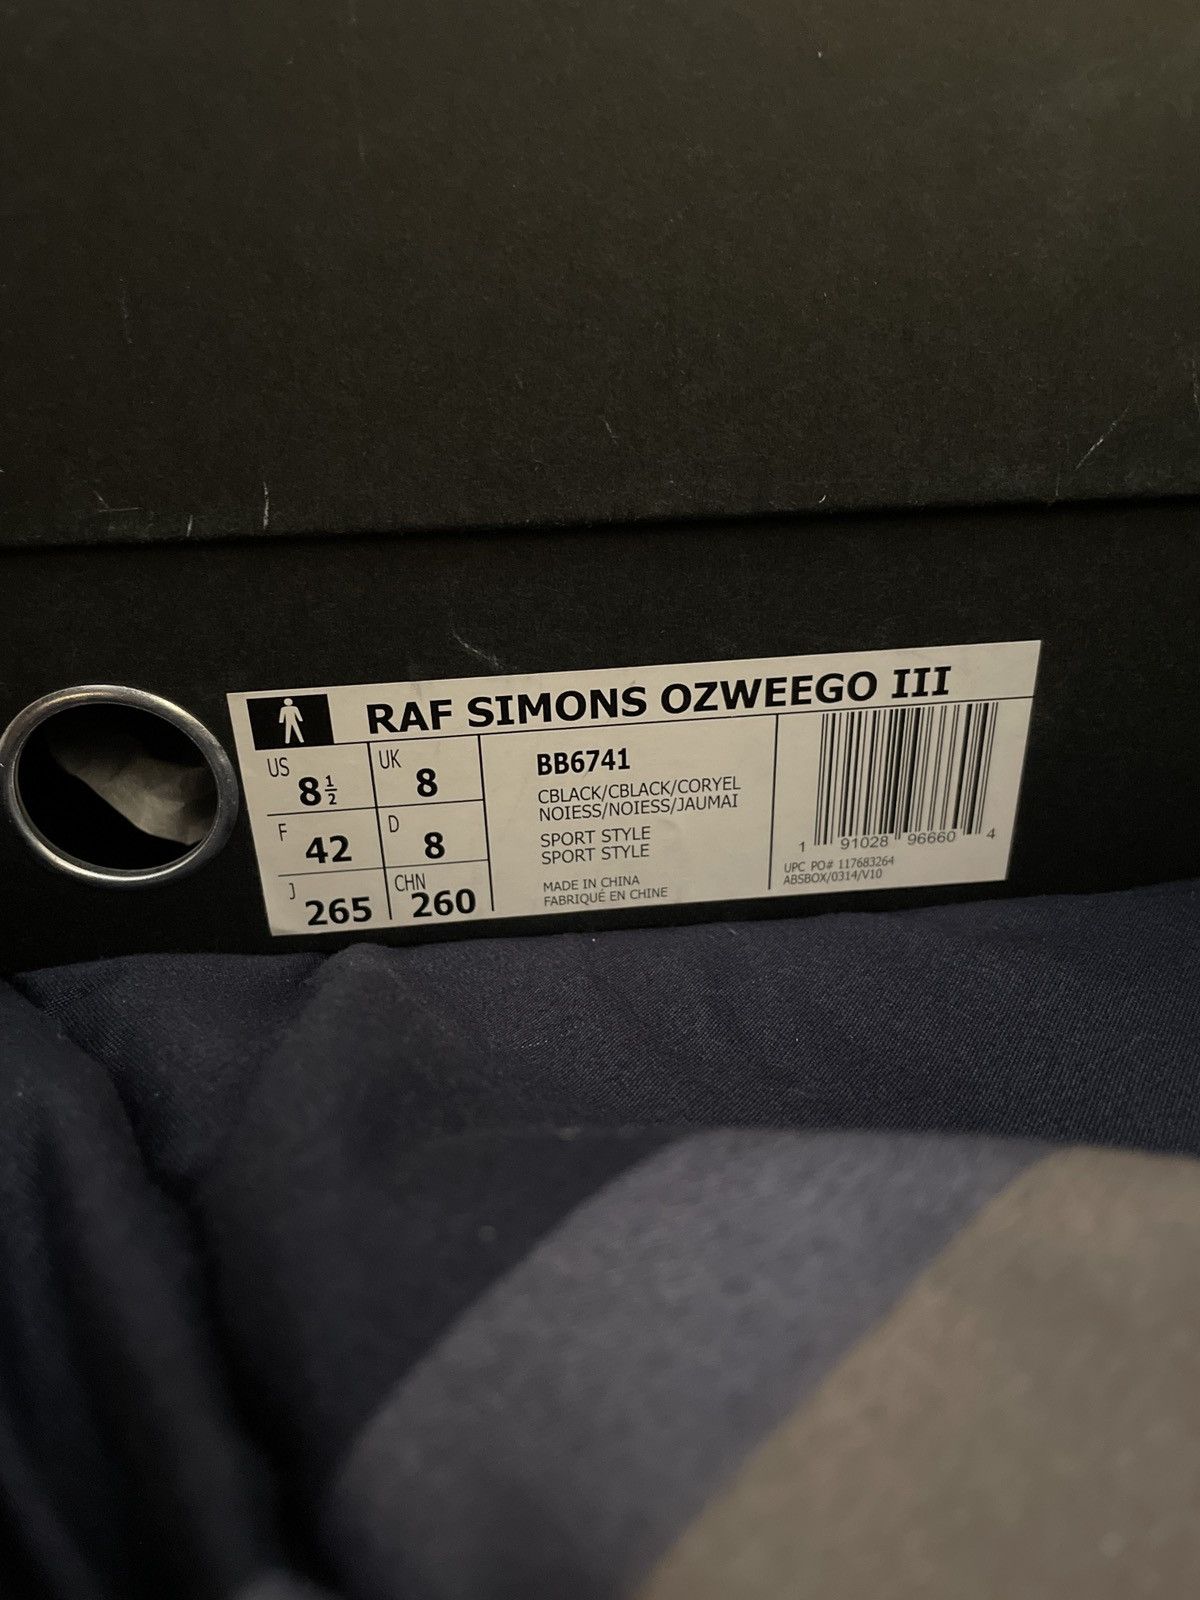 RAF SIMONS OZWEEGO III
US 8½ UK 8
F 42 D 8
J 265 CHN 260
BB6741
CBLACK/CBLACK/CORYEL
NOIESS/NOIESS/JAUMAI
SPORT STYLE
SPORT STYLE
MADE IN CHINA
FABRIQUÉ EN CHINE
1 91028 96660 4
UPC PO# 117683264
ABSBOX/0314/V10